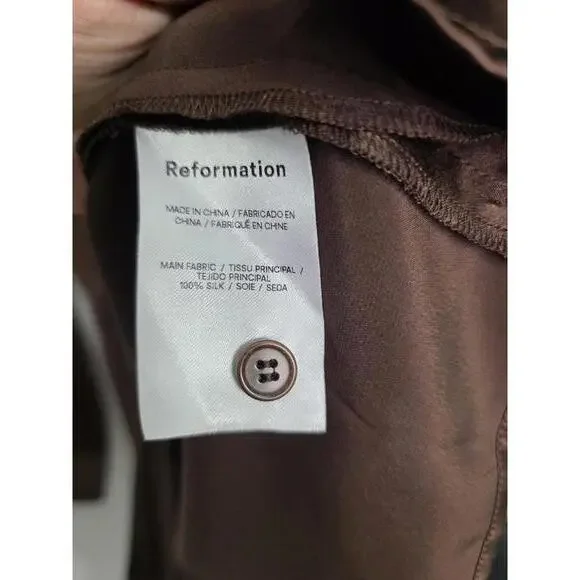 Reformation
MADE IN CHINA / FABRICADO EN
CHINA / FABRIQUÉ EN CHINE
MAIN FABRIC / TISSU PRINCIPAL /
TEJIDO PRINCIPAL
100% SILK / SOIE / SEDA